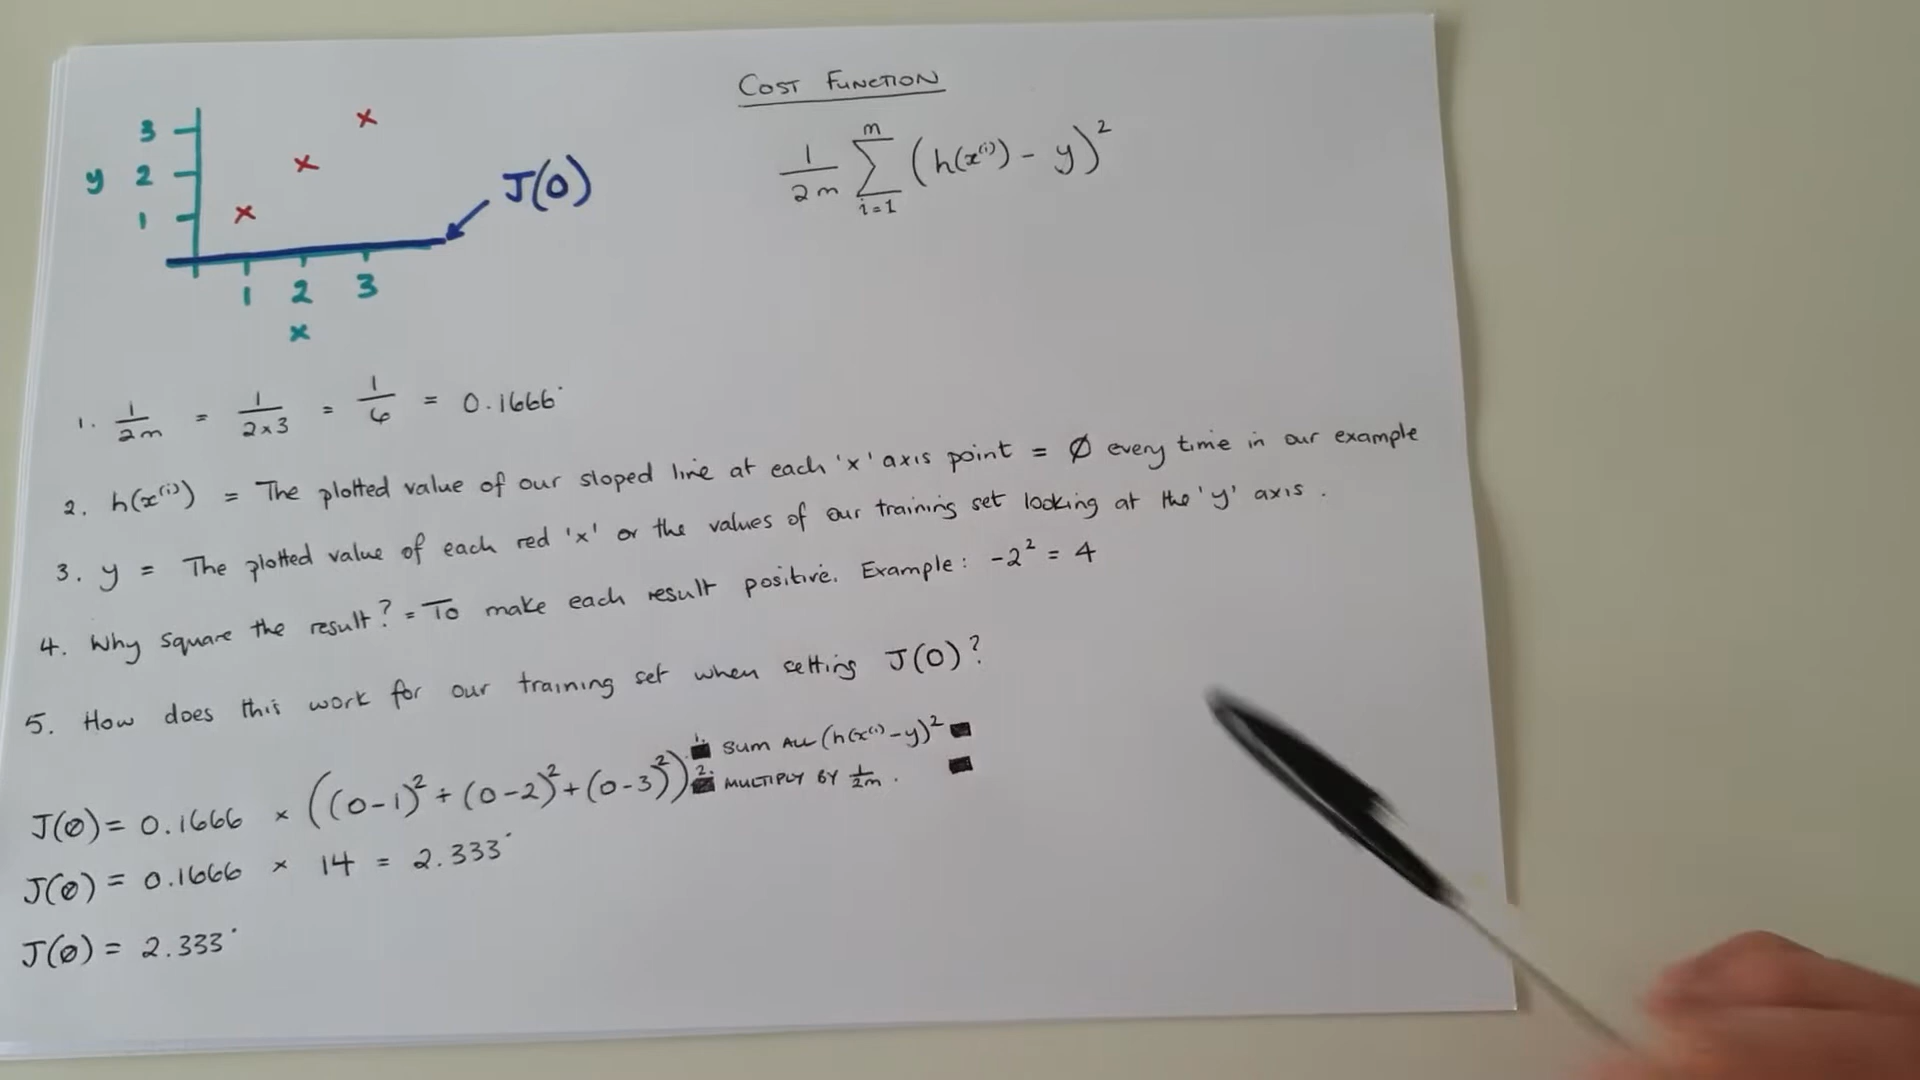 COST FUNCTION
1/2m m Σ i=1 (h(x⁽ⁱ⁾) - y)²
3
y 2
1
J(0)
1 2 3
x
1. 1/2m = 1/2x3 = 1/6 = 0.1666˙
2. h(x⁽ⁱ⁾) = The plotted value of our sloped line at each 'x' axis point = Ø every time in our example
3. y = The plotted value of each red 'x' or the values of our training set looking at the 'y' axis.
4. Why square the result? = To make each result positive. Example: -2² = 4
5. How does this work for our training set when setting J(0)?
1. SUM ALL (h(x⁽ⁱ⁾-y)²
2. MULTIPLY BY 1/2m.
J(Ø) = 0.1666 × ((0-1)² + (0-2)² + (0-3)²)
J(Ø) = 0.1666 × 14 = 2.333˙
J(Ø) = 2.333˙